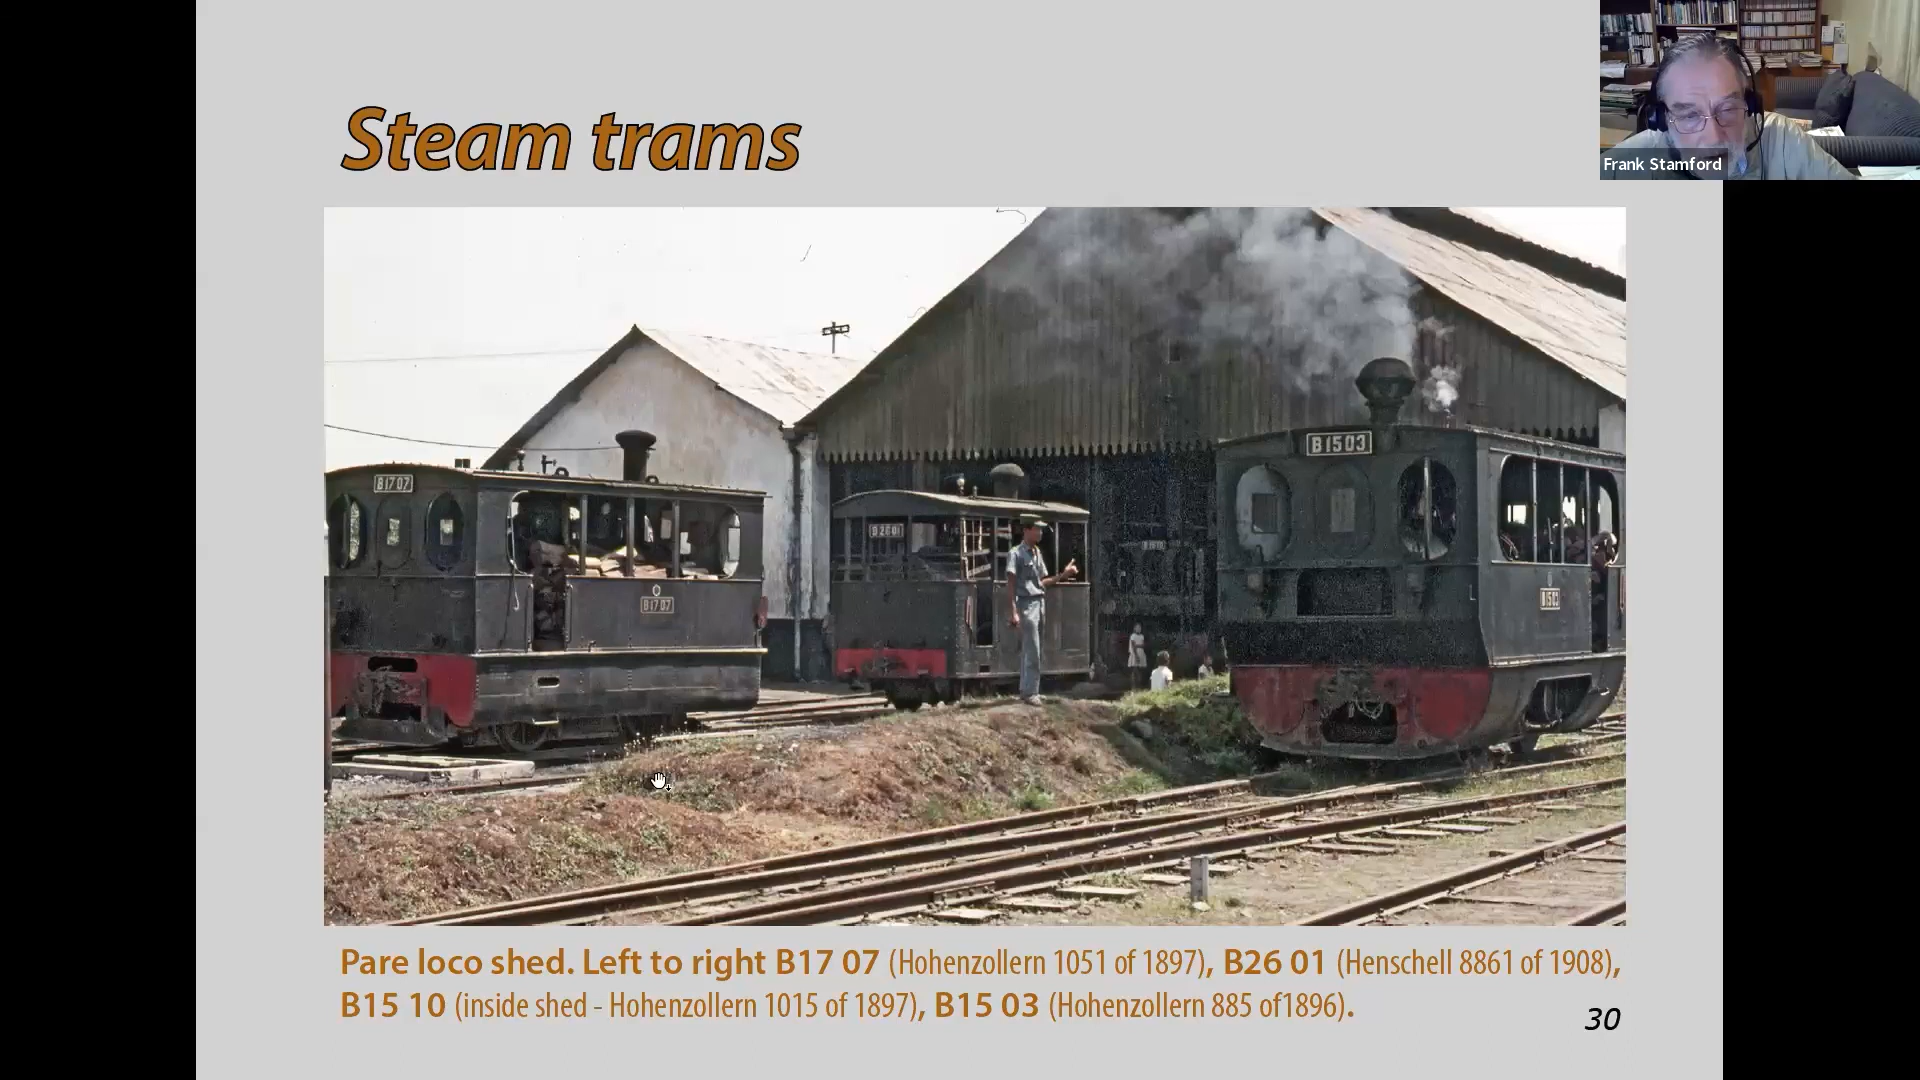 Steam trams
Frank Stamford
B1503
B1707
B2601
B1707
B1503
Pare loco shed. Left to right B17 07 (Hohenzollern 1051 of 1897), B26 01 (Henschell 8861 of 1908),
B15 10 (inside shed - Hohenzollern 1015 of 1897), B15 03 (Hohenzollern 885 of1896).
30